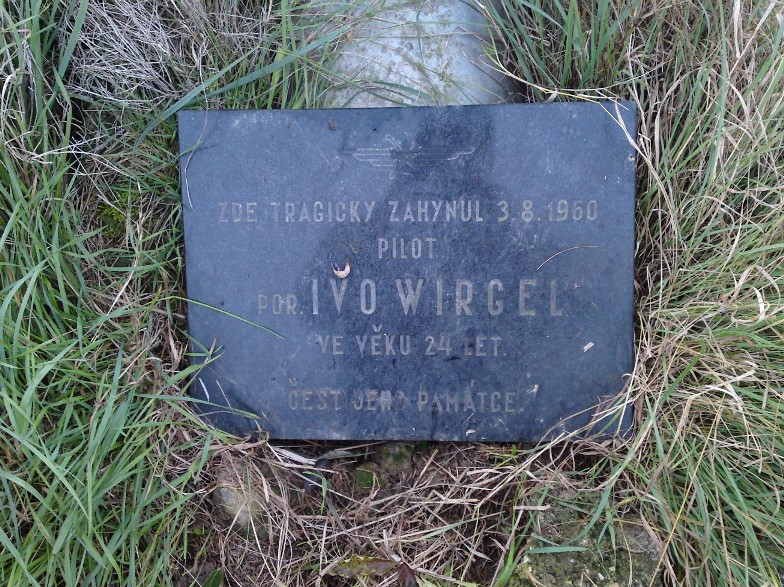 ZDE TRAGICKY ZAHYNUL 3.8.1960
PILOT
POR. IVO WIRGEL
VE VĚKU 24 LET.
ČEST JEHO PAMÁTCE.